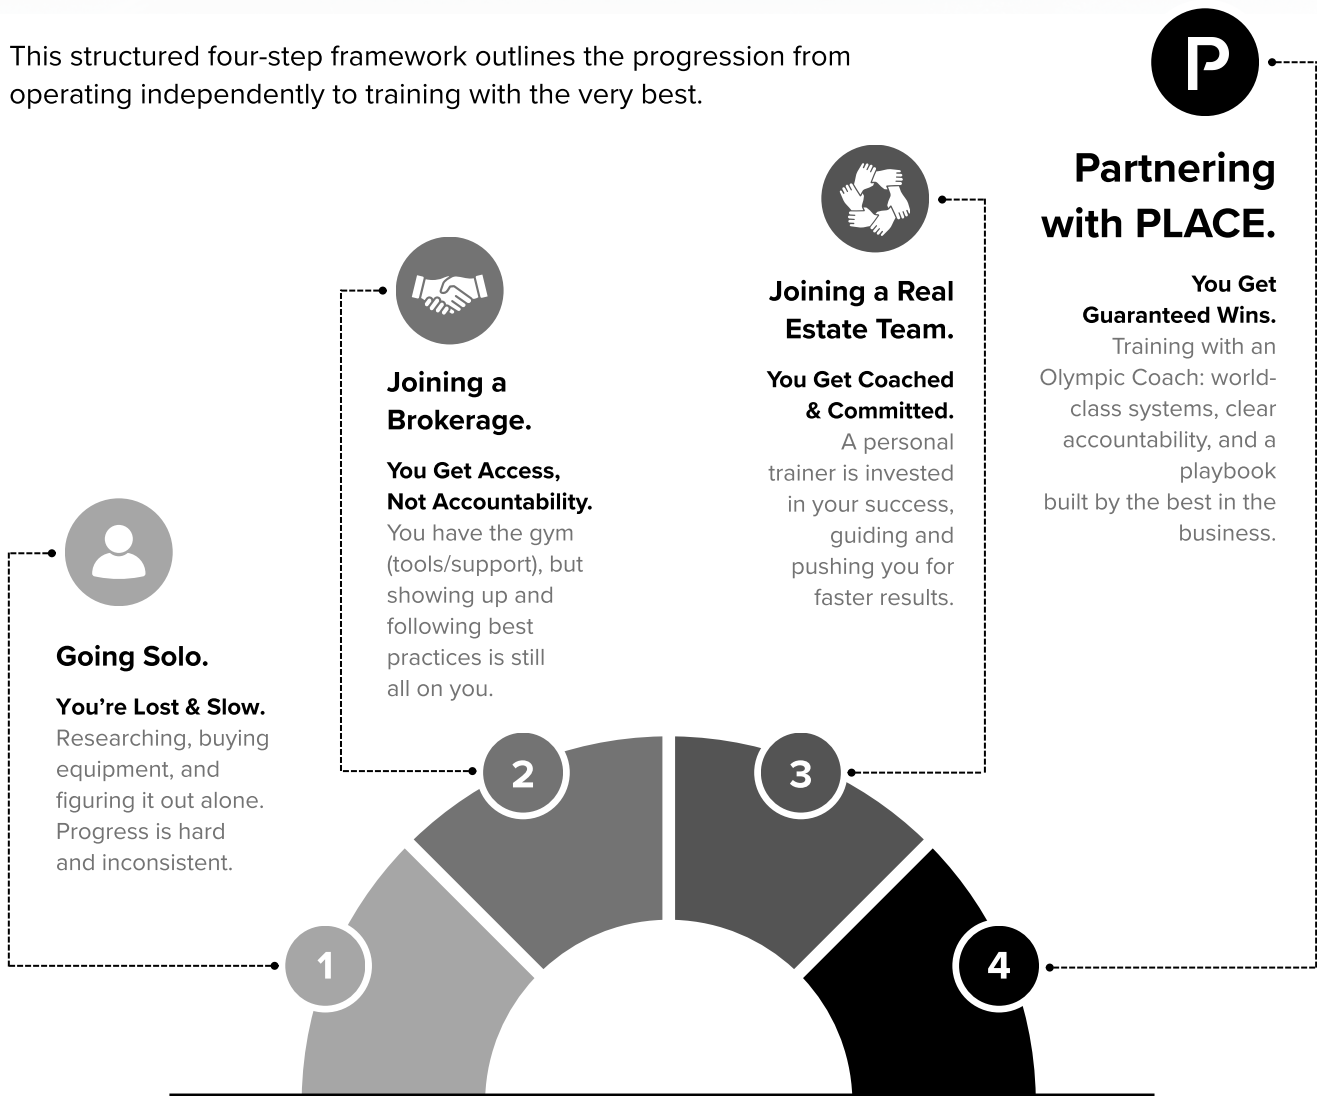 This structured four-step framework outlines the progression from
operating independently to training with the very best.
P
Partnering
with PLACE.
You Get
Guaranteed Wins.
Training with an
Olympic Coach: world-
class systems, clear
accountability, and a
playbook
built by the best in the
business.
Joining a Real
Estate Team.
You Get Coached
& Committed.
A personal
trainer is invested
in your success,
guiding and
pushing you for
faster results.
Joining a
Brokerage.
You Get Access,
Not Accountability.
You have the gym
(tools/support), but
showing up and
following best
practices is still
all on you.
Going Solo.
You’re Lost & Slow.
Researching, buying
equipment, and
figuring it out alone.
Progress is hard
and inconsistent.
1
2
3
4